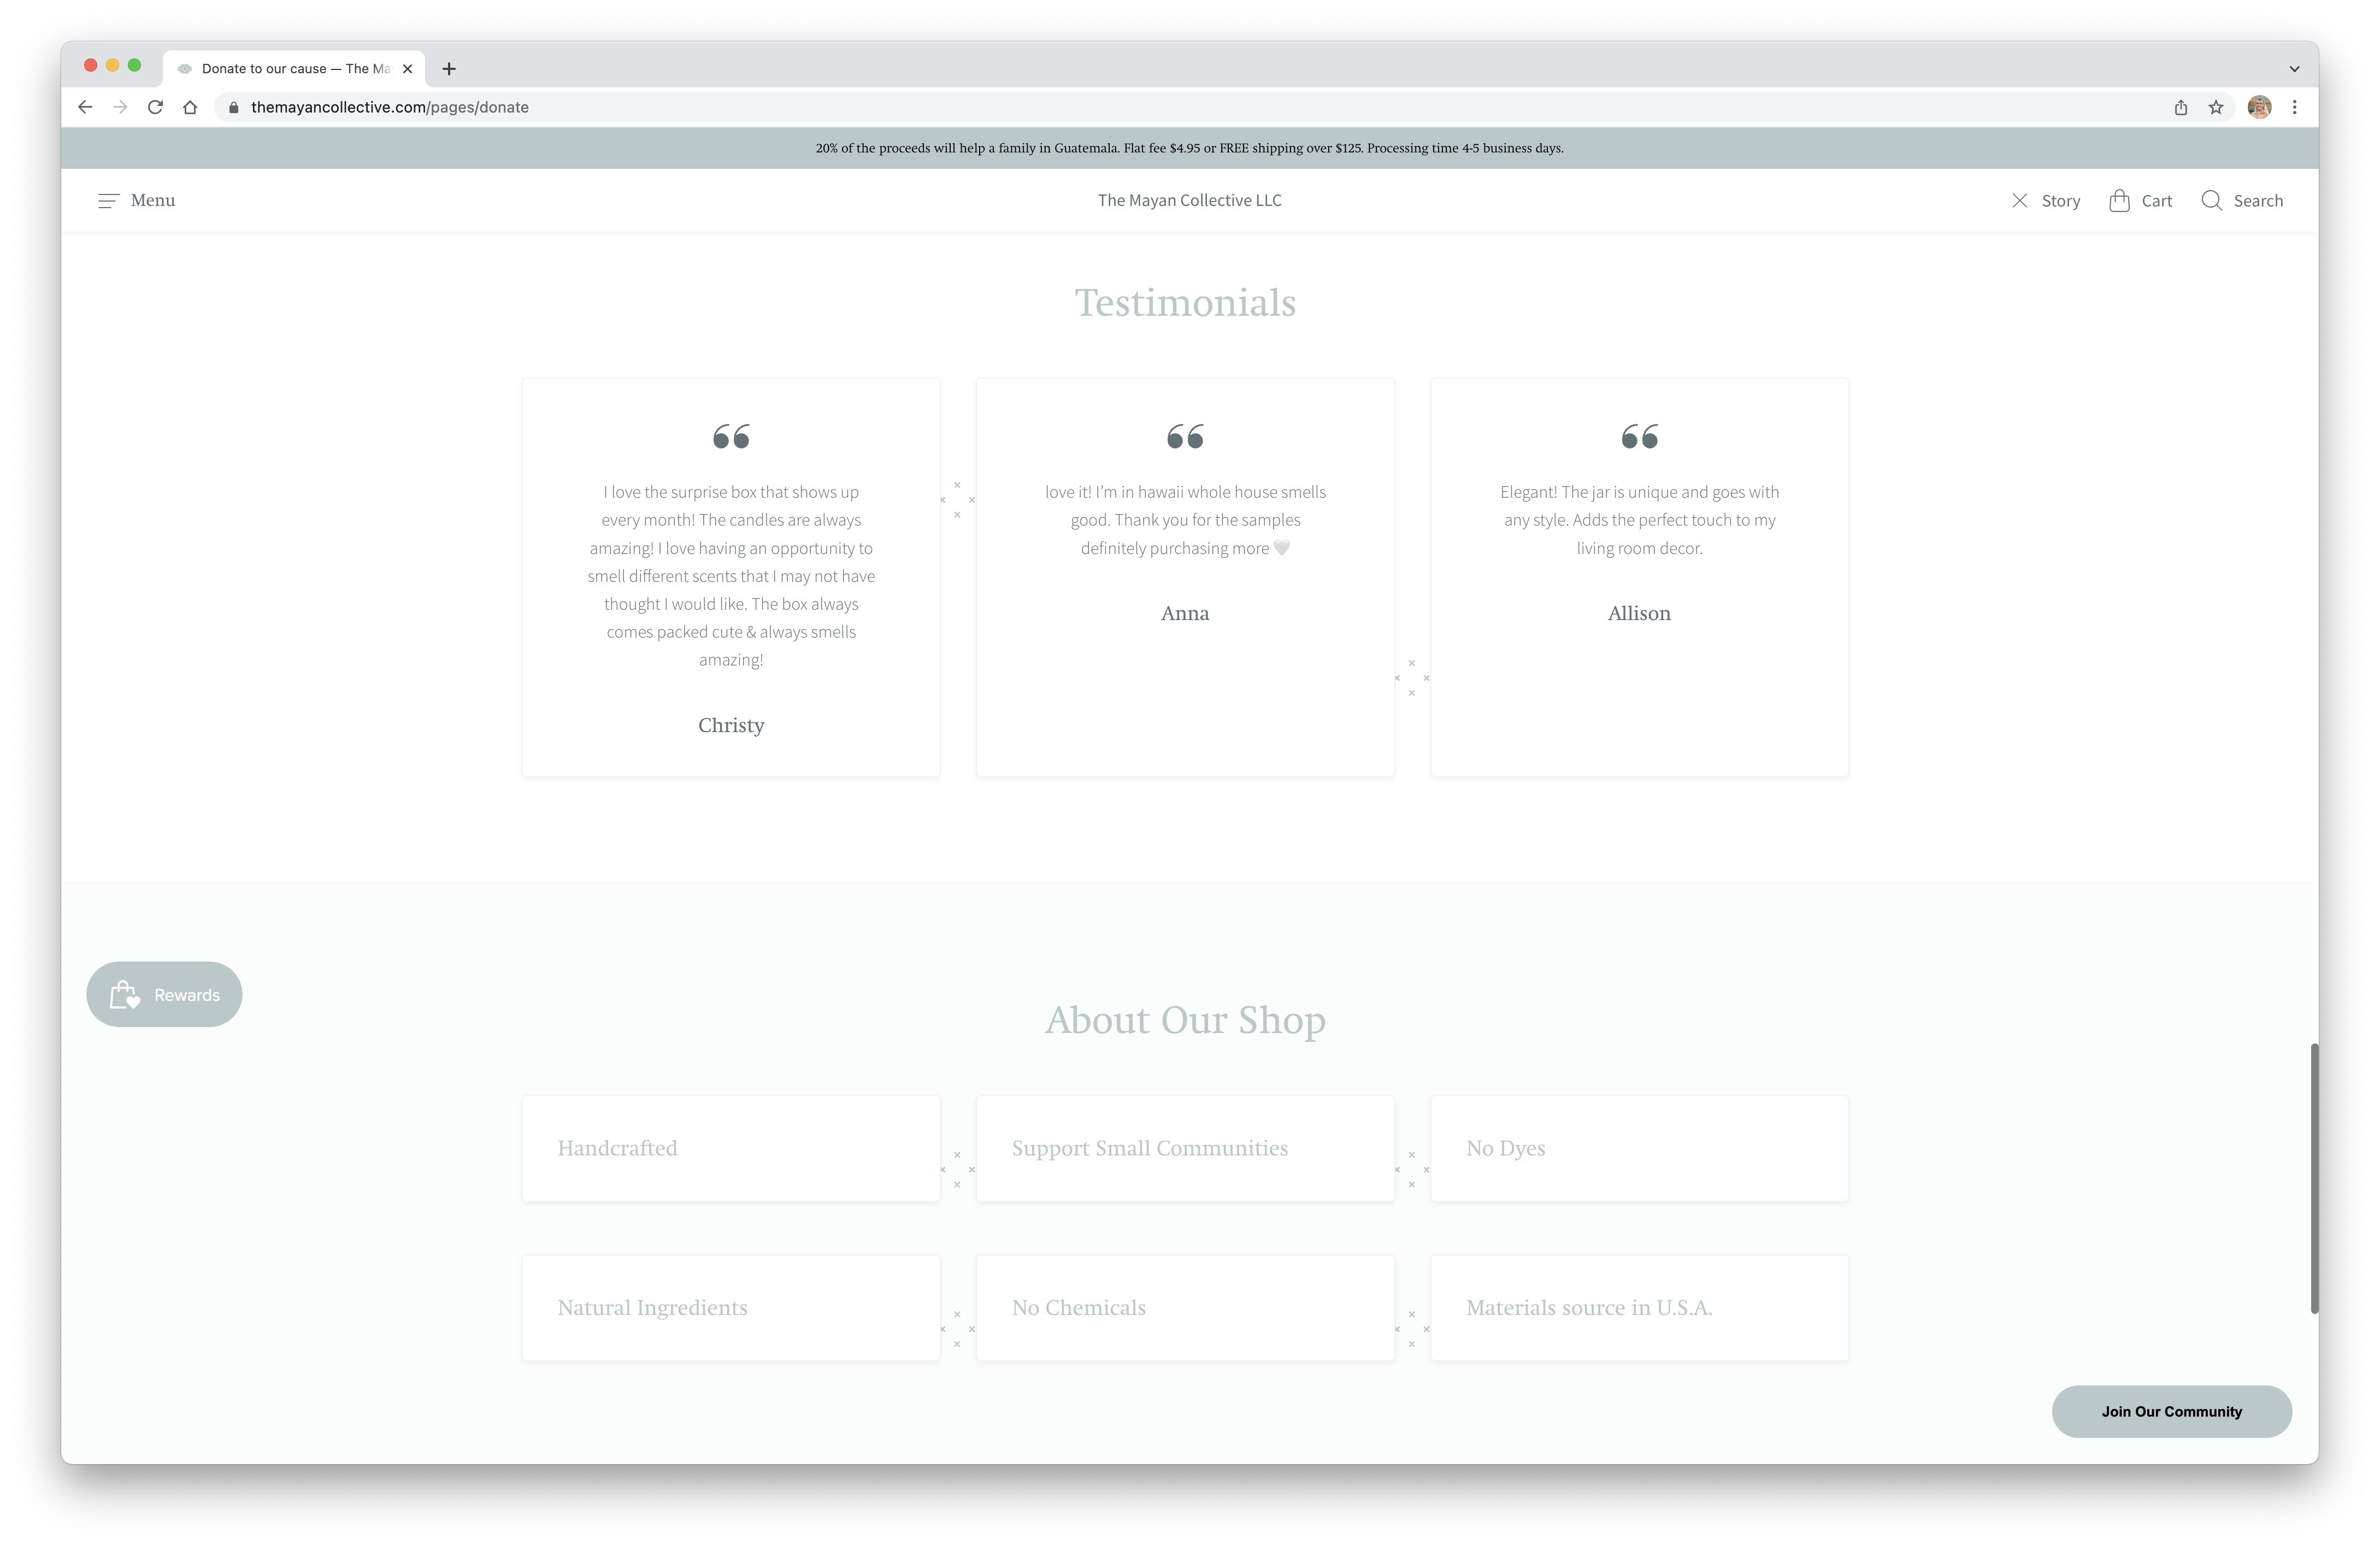 Donate to our cause — The Ma
themayancollective.com/pages/donate
20% of the proceeds will help a family in Guatemala. Flat fee $4.95 or FREE shipping over $125. Processing time 4-5 business days.
Menu
The Mayan Collective LLC
Story
Cart
Search
Testimonials
I love the surprise box that shows up
every month! The candles are always
amazing! I love having an opportunity to
smell different scents that I may not have
thought I would like. The box always
comes packed cute & always smells
amazing!
Christy
love it! I’m in hawaii whole house smells
good. Thank you for the samples
definitely purchasing more 🤍
Anna
Elegant! The jar is unique and goes with
any style. Adds the perfect touch to my
living room decor.
Allison
Rewards
About Our Shop
Handcrafted
Support Small Communities
No Dyes
Natural Ingredients
No Chemicals
Materials source in U.S.A.
Join Our Community